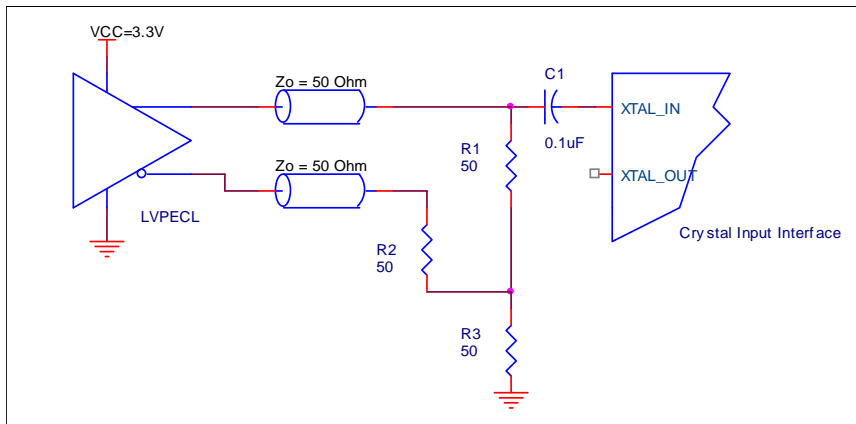 VCC=3.3V
Zo = 50 Ohm
C1
XTAL_IN
R1
50
0.1uF
Zo = 50 Ohm
XTAL_OUT
LVPECL
Crystal Input Interface
R2
50
R3
50